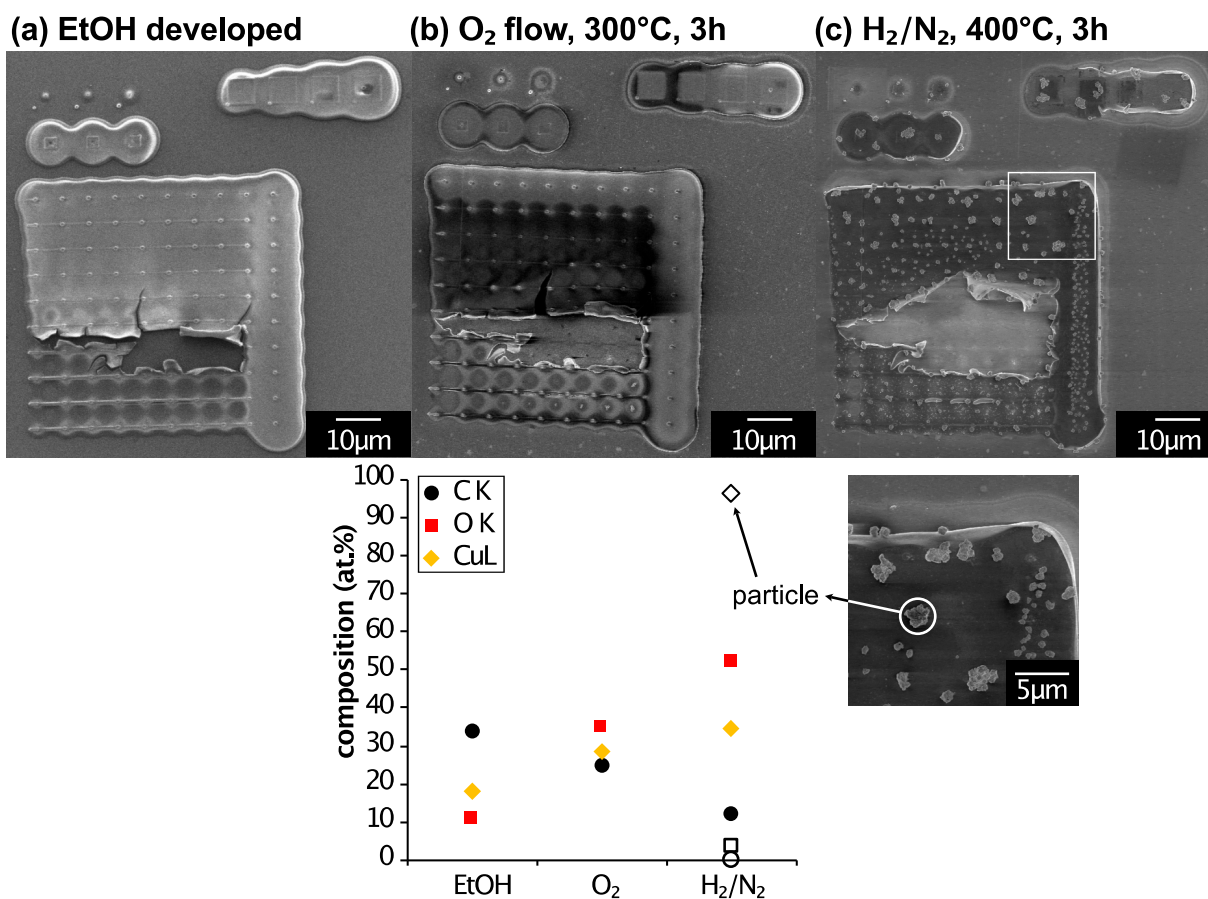 (a) EtOH developed
(b) O₂ flow, 300°C, 3h
(c) H₂/N₂, 400°C, 3h
10µm
10µm
10µm
composition (at.%)
100
90
80
70
60
50
40
30
20
10
0
C K
O K
CuL
particle
5µm
EtOH
O₂
H₂/N₂